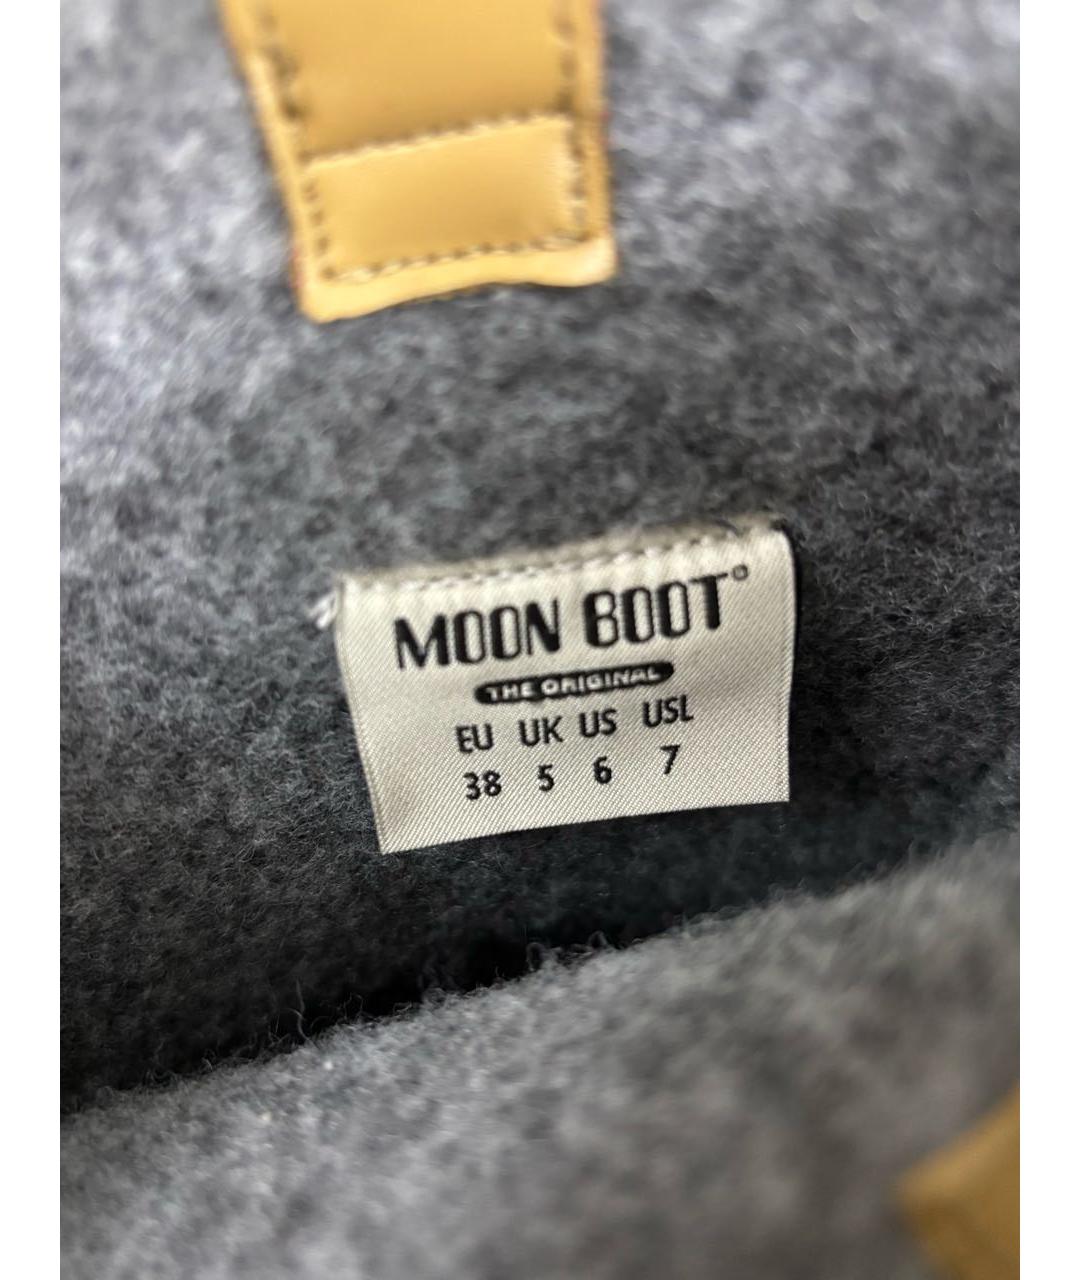 MOON BOOT®
THE ORIGINAL
EU UK US USL
38 5 6 7